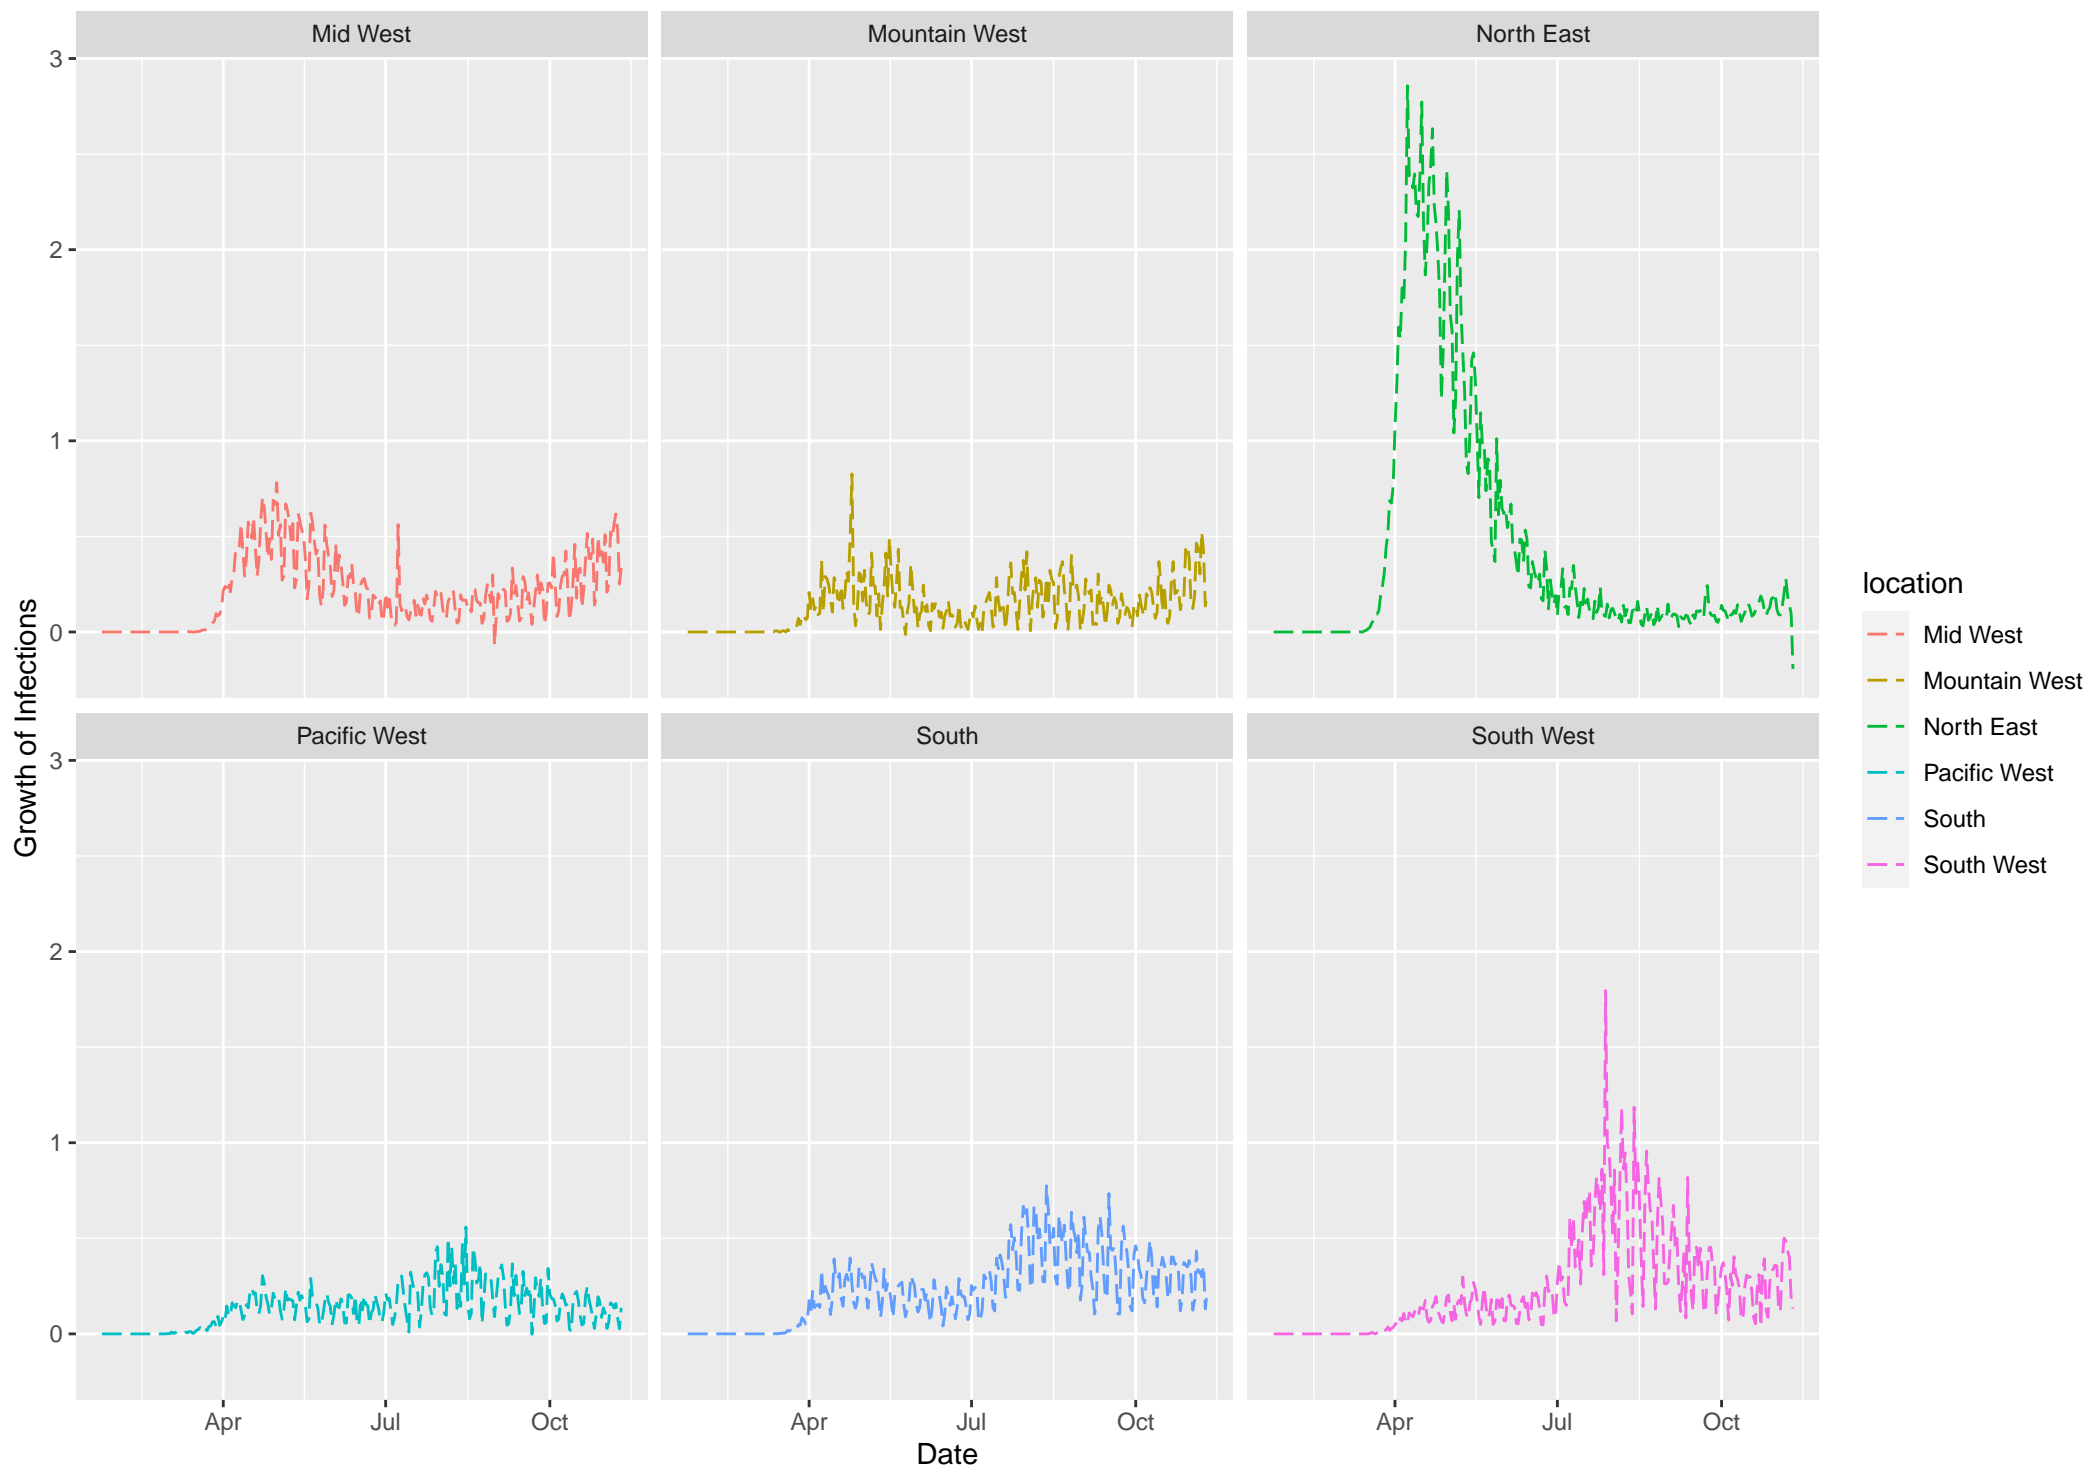 Mid West
Mountain West
North East
3
2
1
0
Growth of Infections
Pacific West
South
South West
3
2
1
0
Apr
Jul
Oct
Apr
Jul
Oct
Apr
Jul
Oct
Date
location
Mid West
Mountain West
North East
Pacific West
South
South West